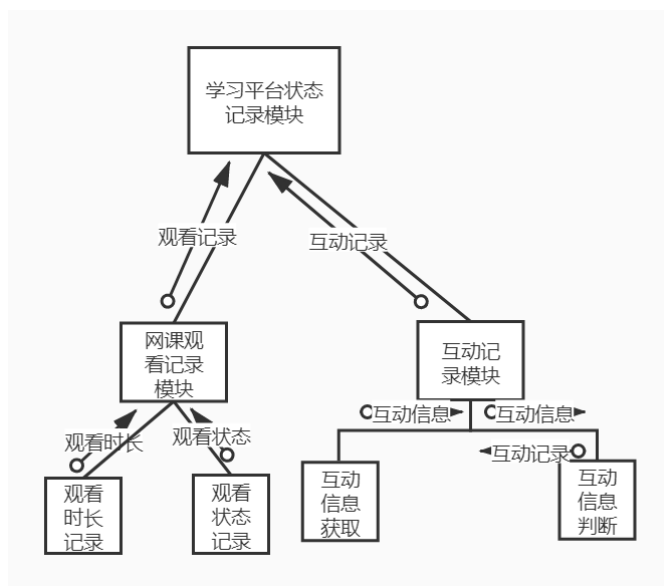 学习平台状态
记录模块
观看记录
互动记录
网课观
看记录
模块
互动记
录模块
互动信息
互动信息
观看时长
观看状态
互动记录
观看
时长
记录
观看
状态
记录
互动
信息
获取
互动
信息
判断